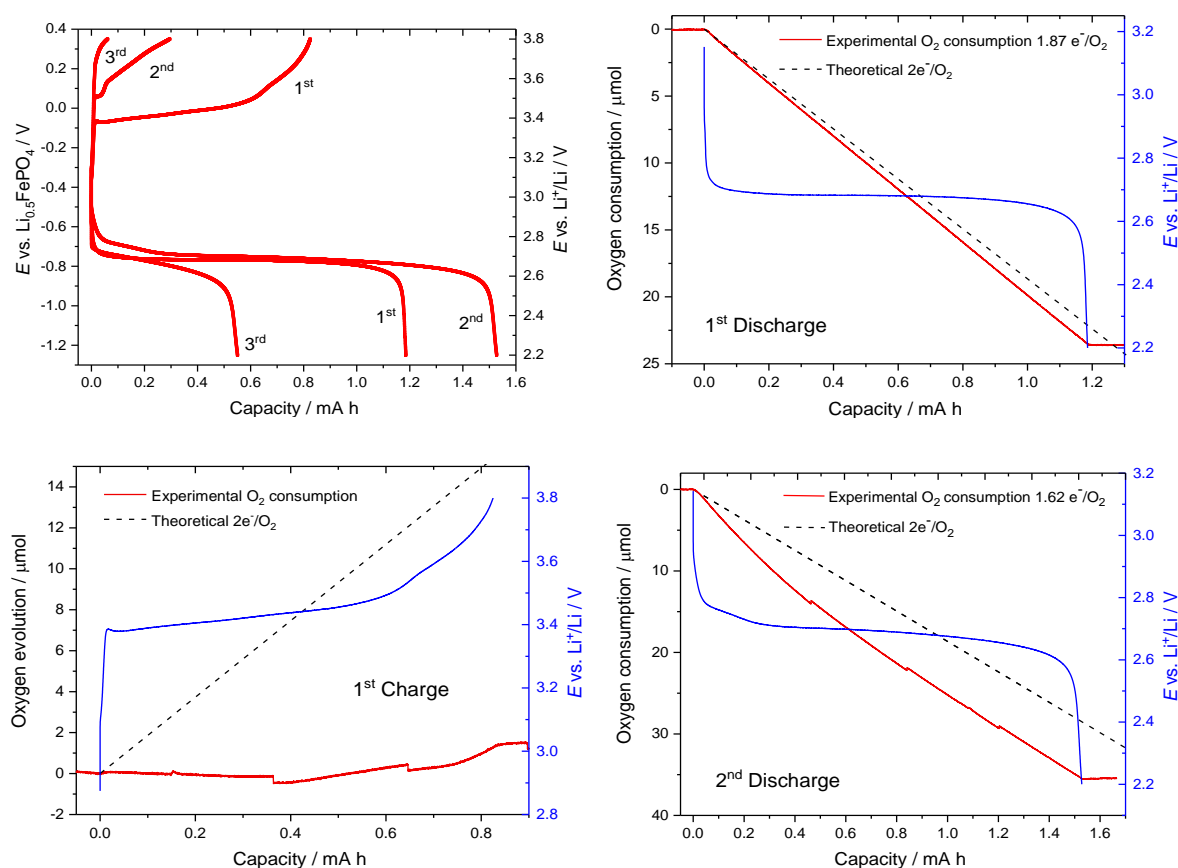 0.4
0.2
0.0
-0.2
-0.4
-0.6
-0.8
-1.0
-1.2
E vs. Li0.5FePO4 / V
3rd
2nd
1st
1st
2nd
3rd
3.8
3.6
3.4
3.2
3.0
2.8
2.6
2.4
2.2
E vs. Li+/Li / V
0.0 0.2 0.4 0.6 0.8 1.0 1.2 1.4 1.6
Capacity / mA h
0
5
10
15
20
25
Oxygen consumption / μmol
Experimental O2 consumption 1.87 e-/O2
Theoretical 2e-/O2
1st Discharge
3.2
3.1
3.0
2.9
2.8
2.7
2.6
2.5
2.4
2.3
2.2
E vs. Li+/Li / V
0.0 0.2 0.4 0.6 0.8 1.0 1.2
Capacity / mA h
14
12
10
8
6
4
2
0
-2
Oxygen evolution / μmol
Experimental O2 consumption
Theoretical 2e-/O2
1st Charge
3.8
3.6
3.4
3.2
3.0
2.8
E vs. Li+/Li / V
0.0 0.2 0.4 0.6 0.8
Capacity / mA h
0
10
20
30
40
Oxygen consumption / μmol
Experimental O2 consumption 1.62 e-/O2
Theoretical 2e-/O2
2nd Discharge
3.2
3.0
2.8
2.6
2.4
2.2
E vs. Li+/Li / V
0.0 0.2 0.4 0.6 0.8 1.0 1.2 1.4 1.6
Capacity / mA h